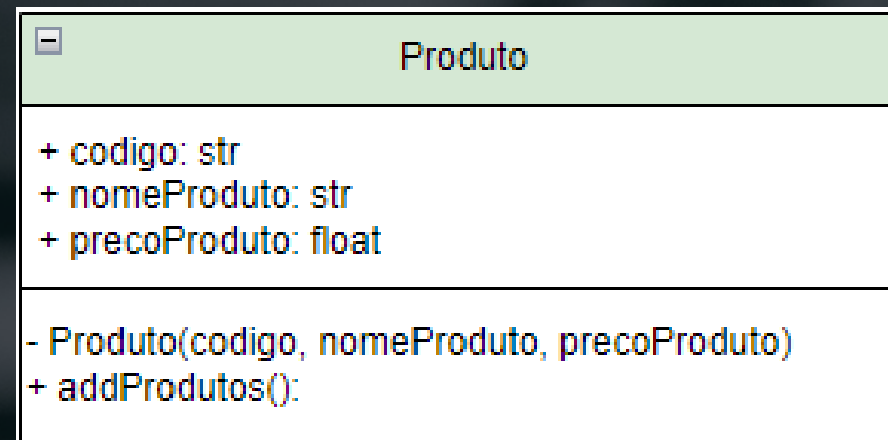 Produto
+ codigo: str
+ nomeProduto: str
+ precoProduto: float
- Produto(codigo, nomeProduto, precoProduto)
+ addProdutos():